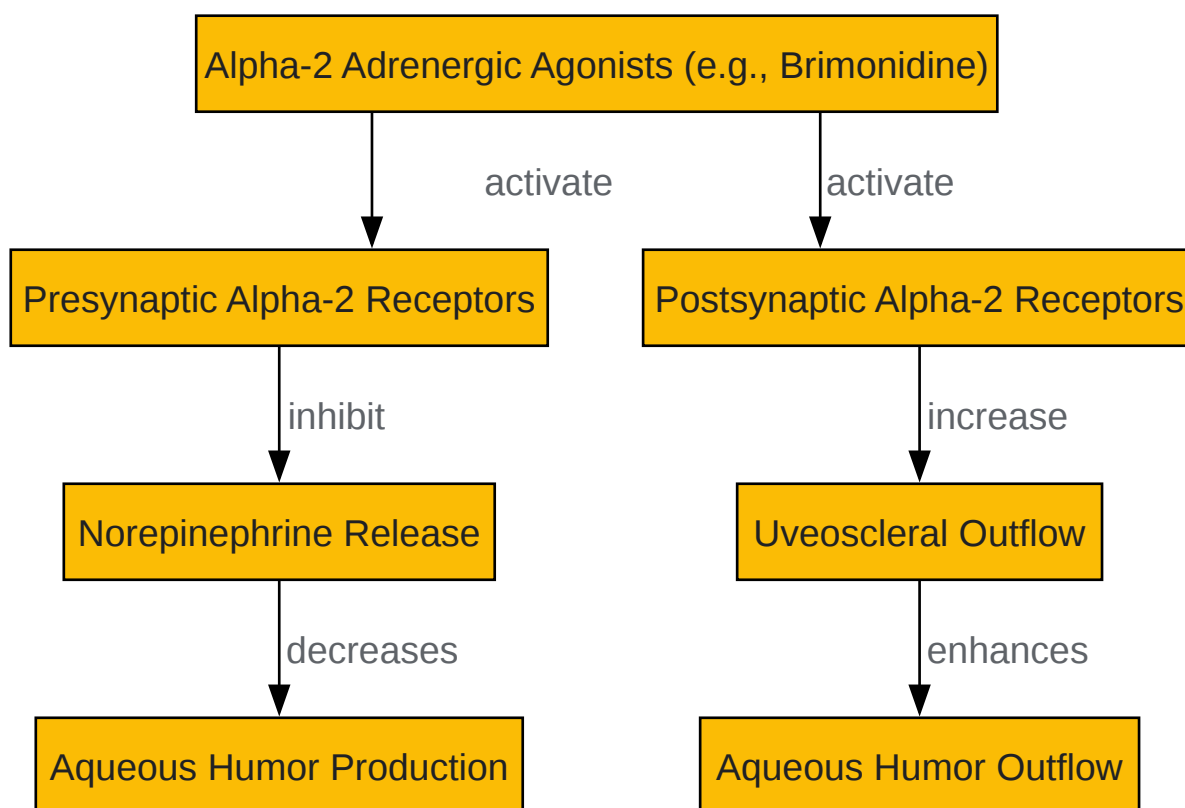 Alpha-2 Adrenergic Agonists (e.g., Brimonidine)
activate
activate
Presynaptic Alpha-2 Receptors
Postsynaptic Alpha-2 Receptors
inhibit
increase
Norepinephrine Release
Uveoscleral Outflow
decreases
enhances
Aqueous Humor Production
Aqueous Humor Outflow